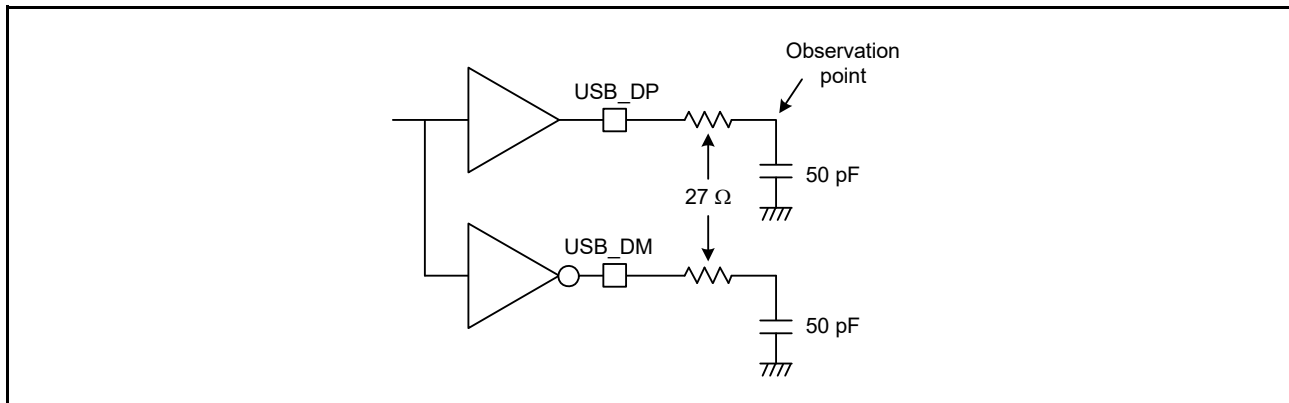 Observation
point
USB_DP
50 pF
27 Ω
USB_DM
50 pF